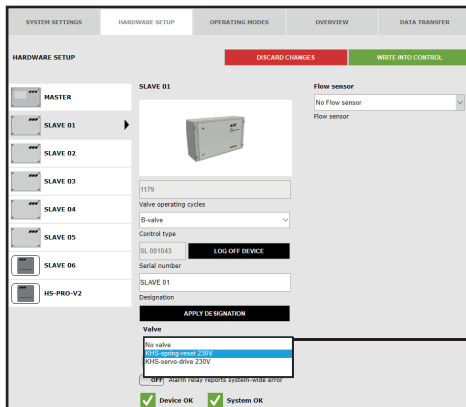 SYSTEM SETTINGS
HARDWARE SETUP
OPERATING MODES
OVERVIEW
DATA TRANSFER
HARDWARE SETUP
DISCARD CHANGES
WRITE INTO CONTROL
MASTER
SLAVE 01
SLAVE 02
SLAVE 03
SLAVE 04
SLAVE 05
SLAVE 06
HS-PRO-V2
SLAVE 01
1179
Valve operating cycles
B-valve
Control type
SL 001043
LOG OFF DEVICE
Serial number
SLAVE 01
Designation
APPLY DESIGNATION
Valve
No valve
KHS-spring-reset 230V
KHS-servo-drive 230V
OFF Alarm relay reports system-wide error
Device OK
System OK
Flow sensor
No Flow sensor
Flow sensor